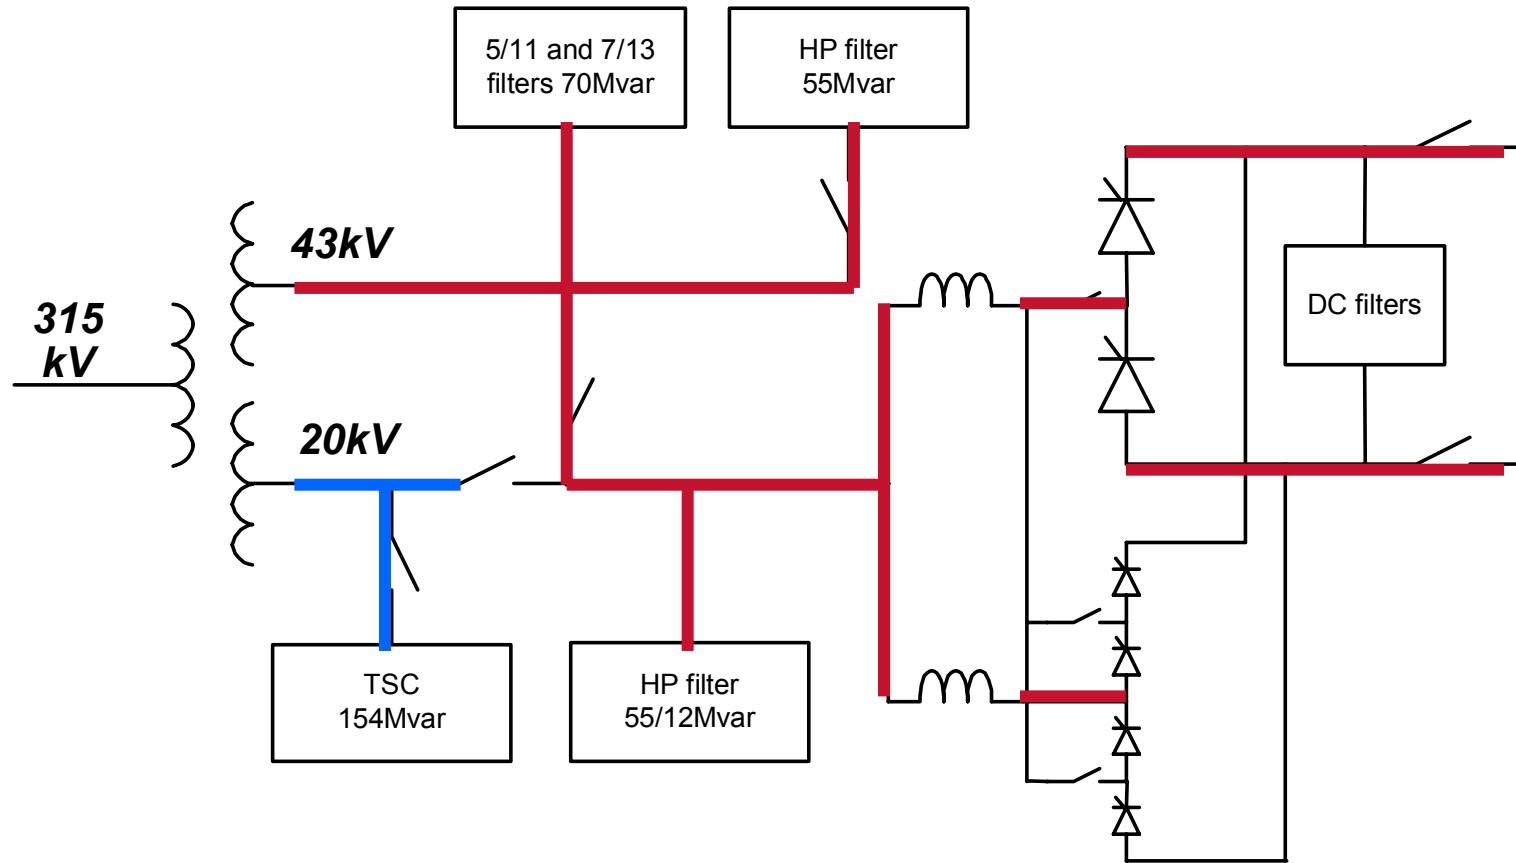 5/11 and 7/13
filters 70Mvar
HP filter
55Mvar
43kV
315
kV
DC filters
20kV
TSC
154Mvar
HP filter
55/12Mvar